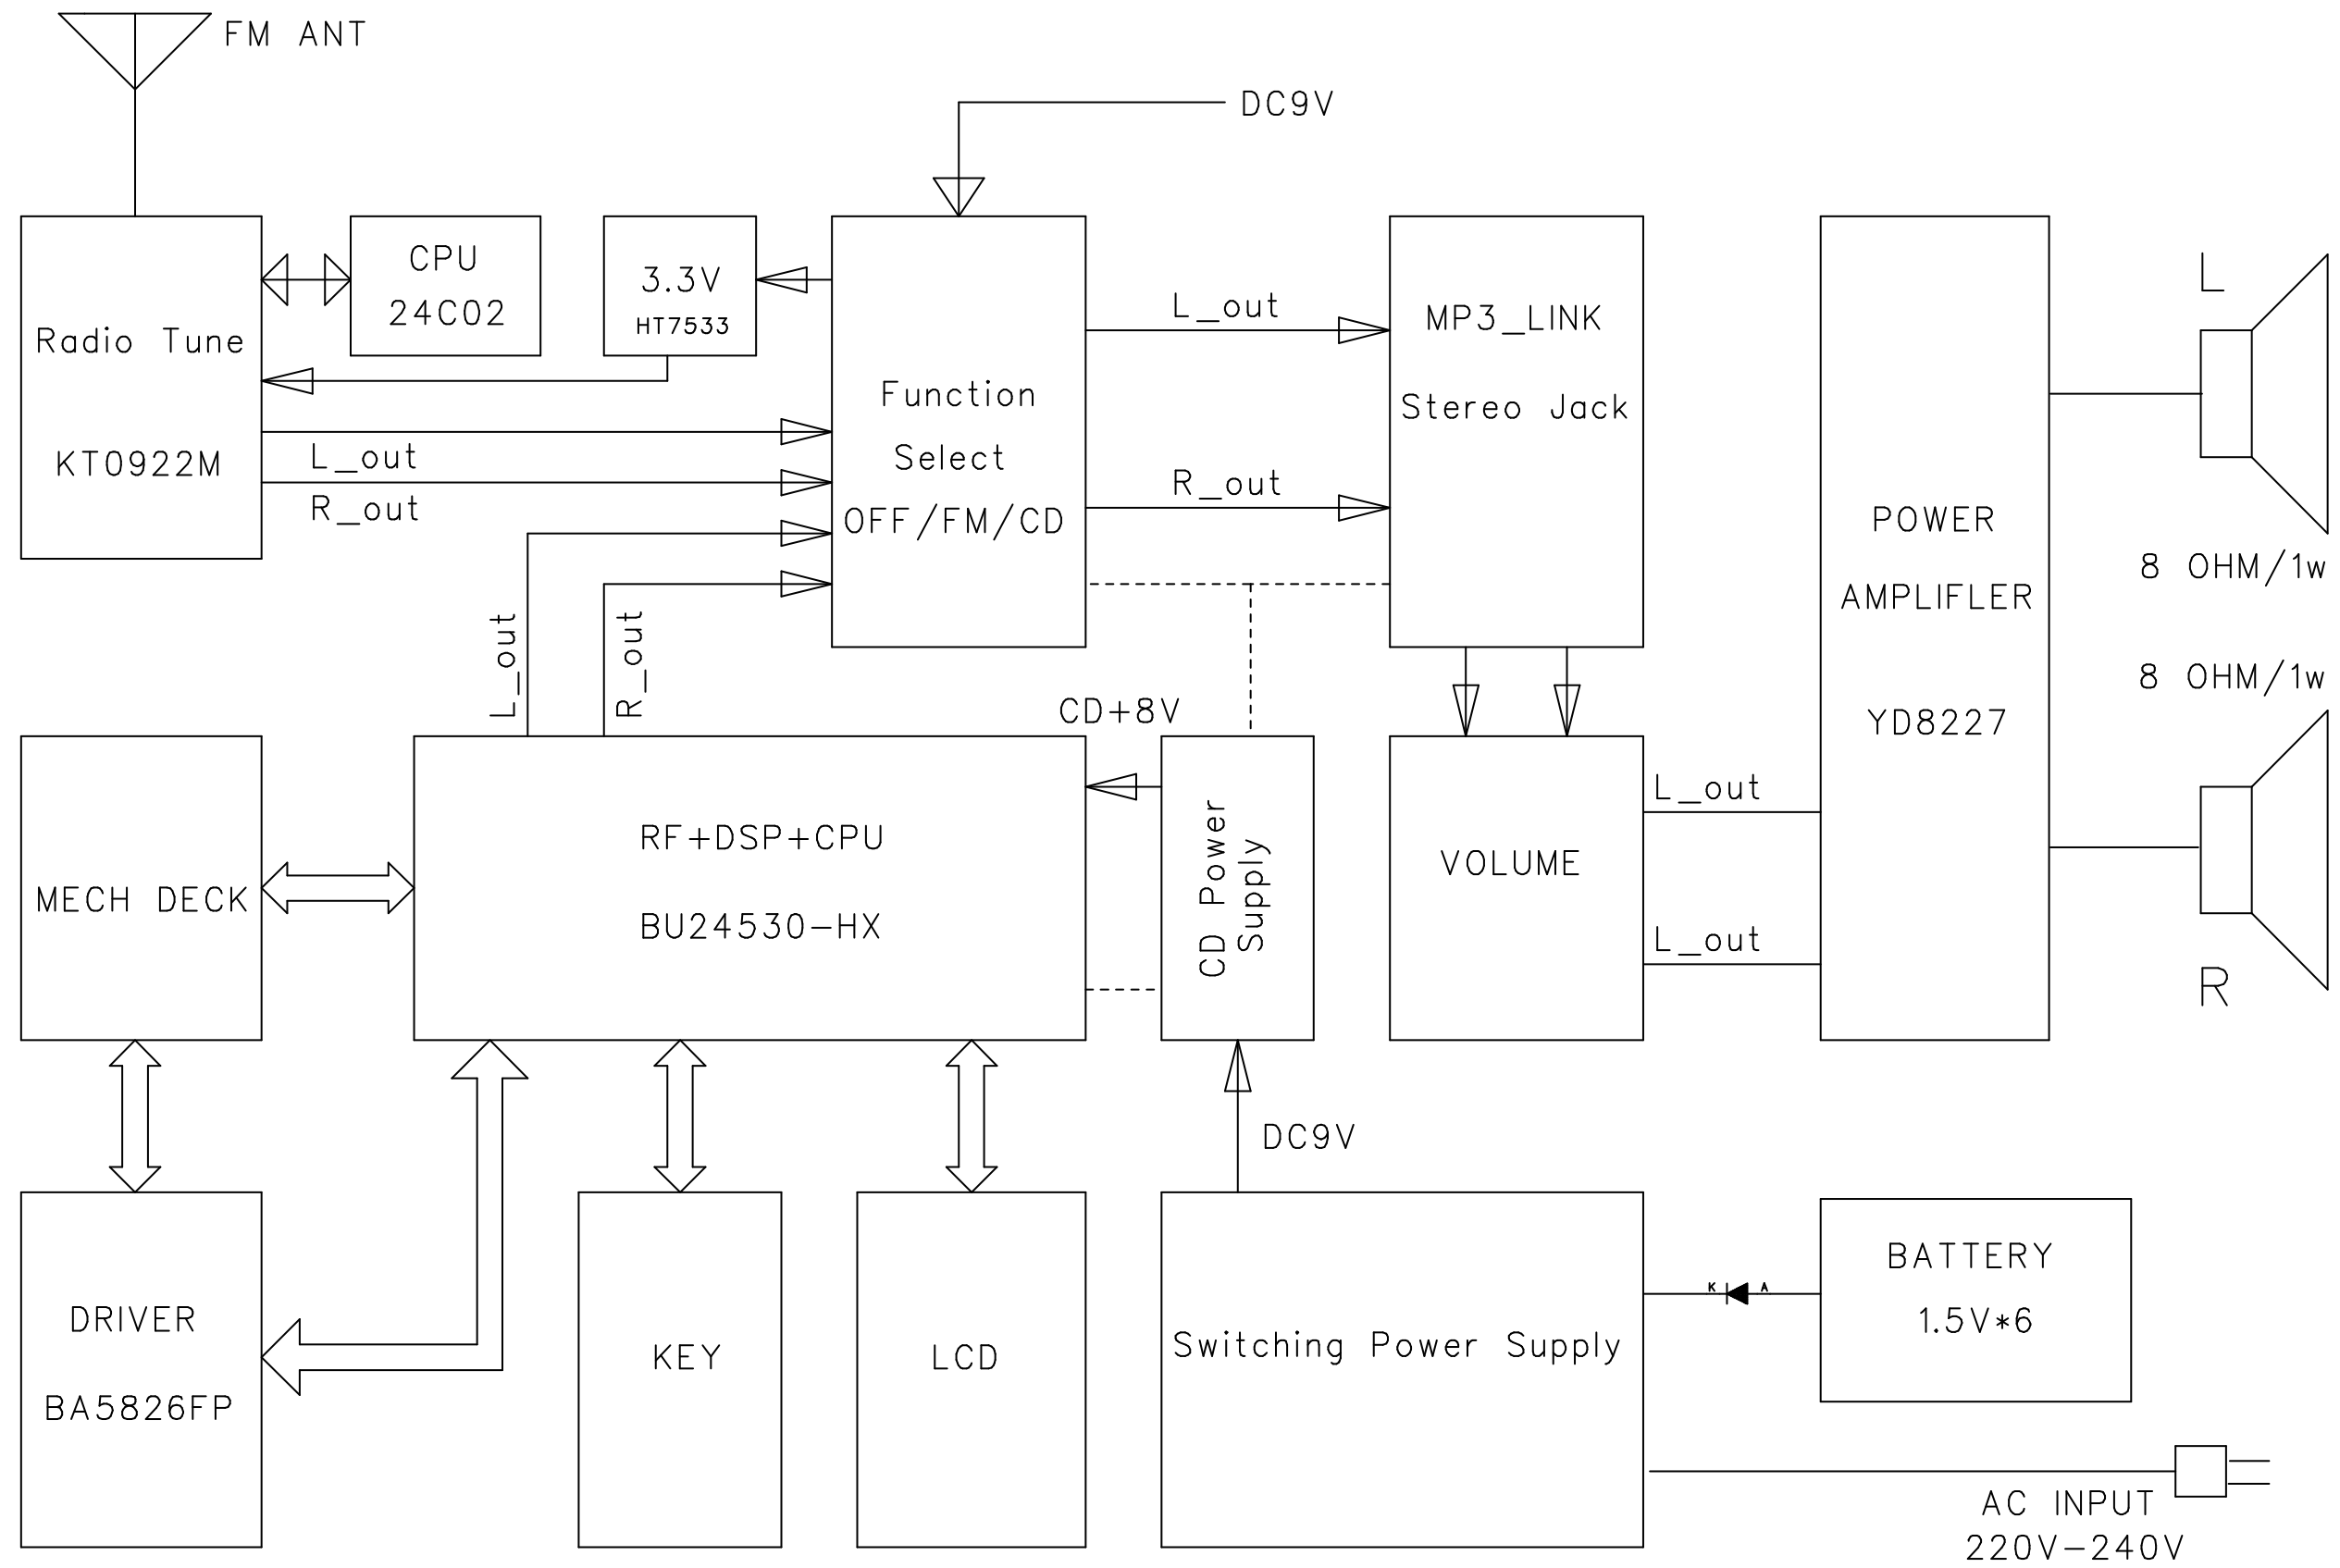 FM ANT
DC9V
Radio Tune
KT0922M
CPU
24C02
3.3V
HT7533
L_out
R_out
Function
Select
OFF/FM/CD
L_out
R_out
MP3_LINK
Stereo Jack
POWER
AMPLIFLER
YD8227
L
8 OHM/1w
8 OHM/1w
R
L_out
R_out
CD+8V
MECH DECK
RF+DSP+CPU
BU24530-HX
CD Power
Supply
VOLUME
L_out
L_out
DC9V
DRIVER
BA5826FP
KEY
LCD
Switching Power Supply
K A
BATTERY
1.5V*6
AC INPUT
220V-240V